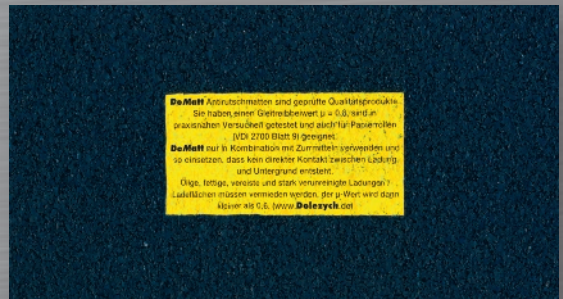 DoMatt Antirutschmatten sind geprüfte Qualitätsprodukte.
Sie haben einen Gleitreibbeiwert µ = 0,6, sind in
praxisnahen Versuchen getestet und auch für Papierrollen
(VDI 2700 Blatt 9) geeignet.
DoMatt nur in Kombination mit Zurrmitteln verwenden und
so einsetzen, dass kein direkter Kontakt zwischen Ladung
und Untergrund entsteht.
Ölige, fettige, vereiste und stark verunreinigte Ladungen /
Ladeflächen müssen vermieden werden, der µ-Wert wird dann
kleiner als 0,6. (www.Dolezych.de)